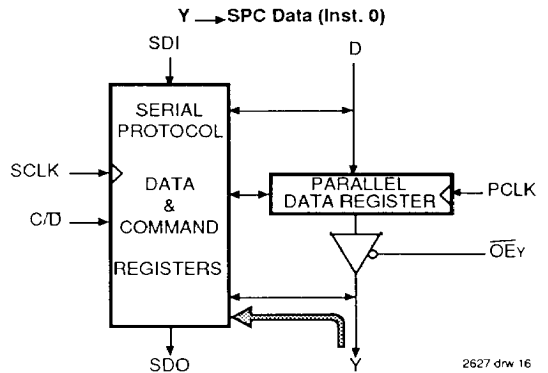 Y → SPC Data (Inst. 0)
SDI
D
SERIAL
PROTOCOL
SCLK
DATA
&
COMMAND
REGISTERS
PARALLEL
DATA REGISTER
PCLK
C/D̅
O̅E̅Y
SDO
Y
2627 drw 16